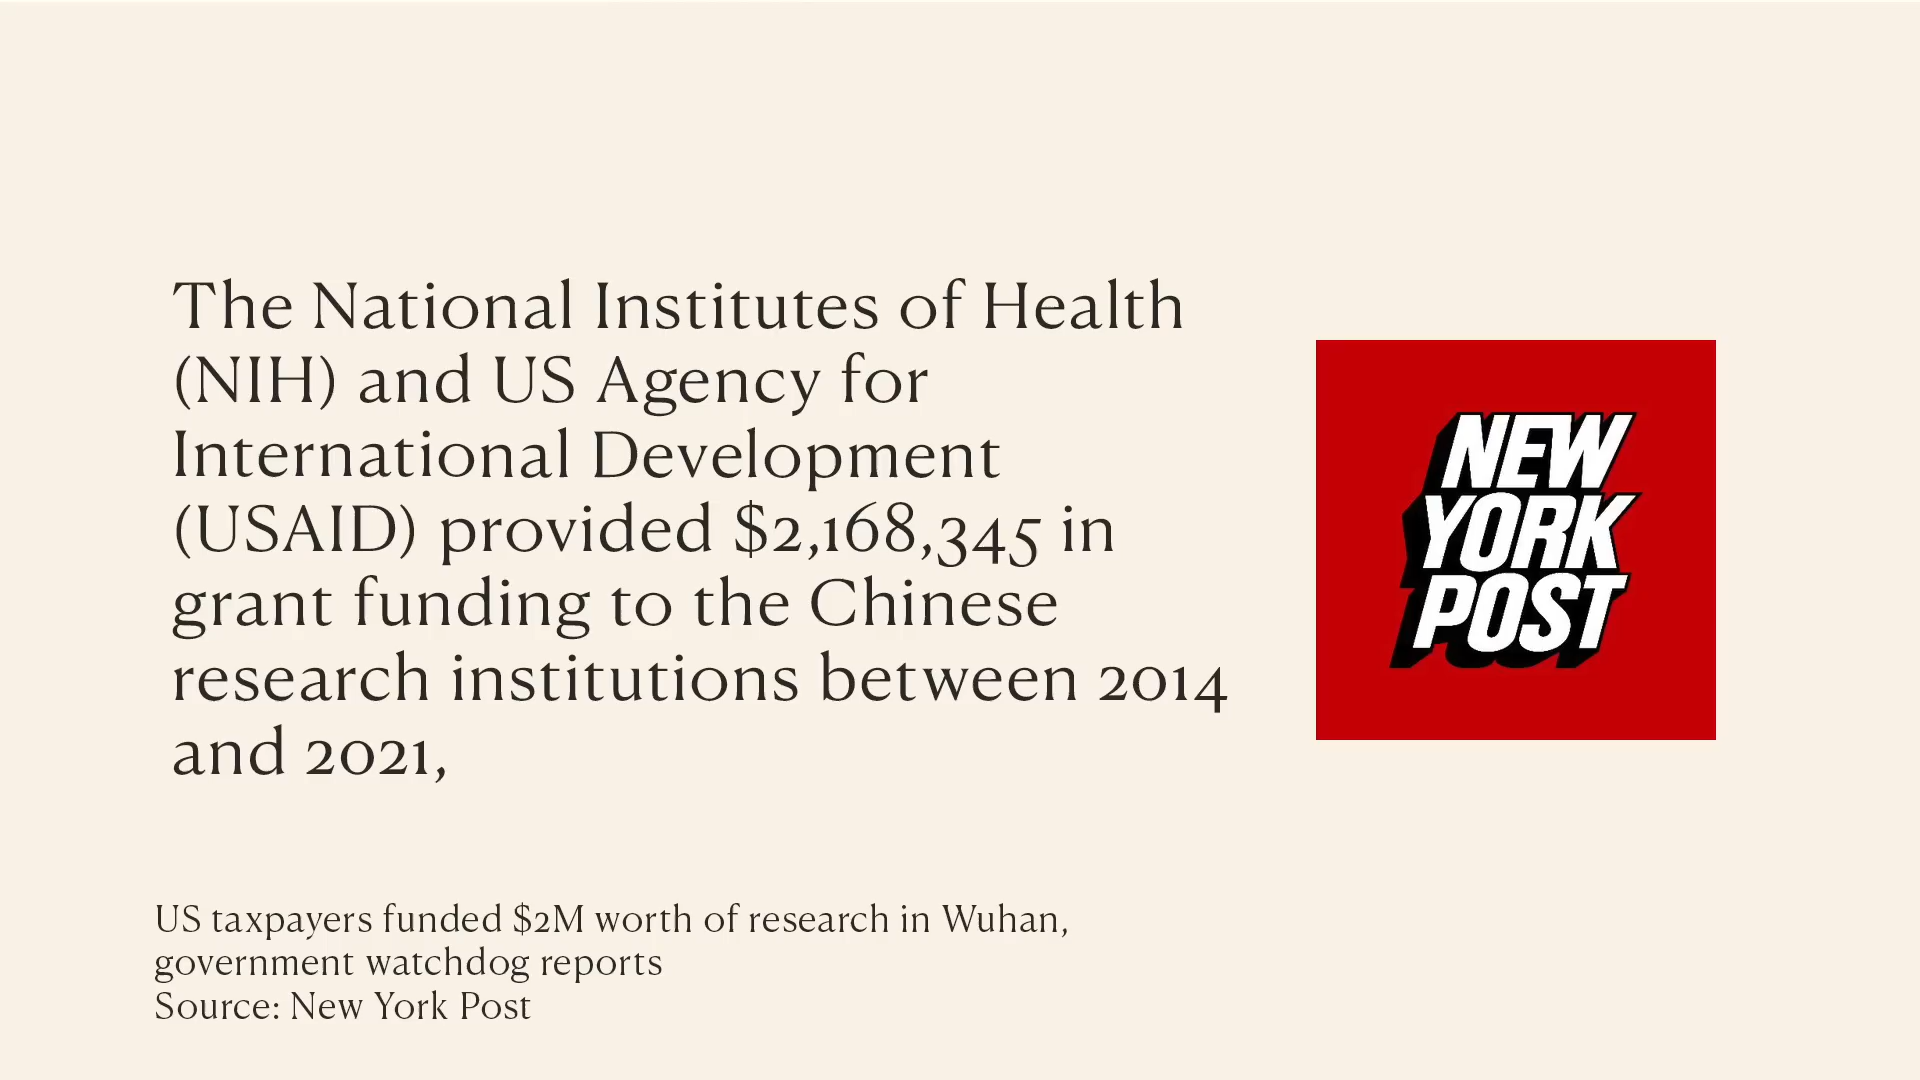 The National Institutes of Health
(NIH) and US Agency for
International Development
(USAID) provided $2,168,345 in
grant funding to the Chinese
research institutions between 2014
and 2021,
NEW
YORK
POST
US taxpayers funded $2M worth of research in Wuhan,
government watchdog reports
Source: New York Post